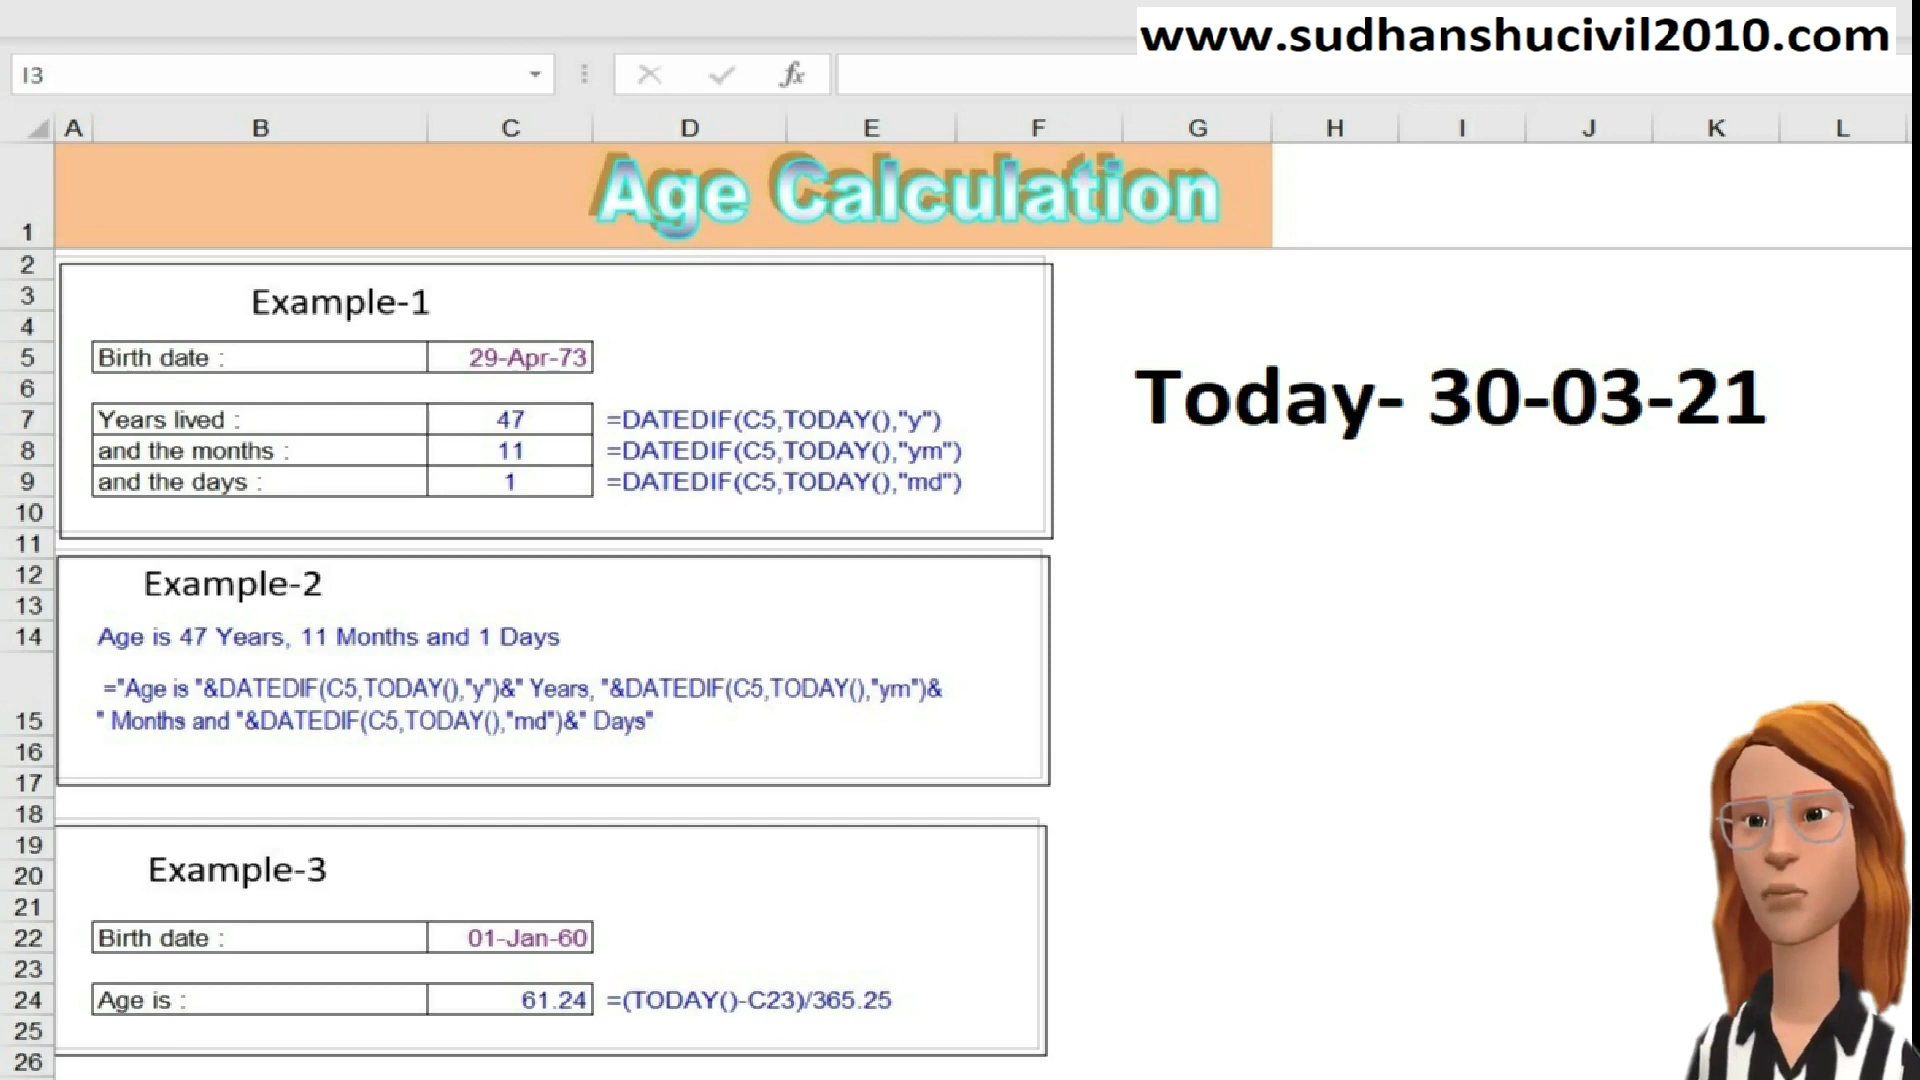 www.sudhanshucivil2010.com
I3
fx
A B C D E F G H I J K L
Age Calculation
1
2
3 Example-1
4
5 Birth date : 29-Apr-73
Today- 30-03-21
6
7 Years lived : 47 =DATEDIF(C5,TODAY(),"y")
8 and the months : 11 =DATEDIF(C5,TODAY(),"ym")
9 and the days : 1 =DATEDIF(C5,TODAY(),"md")
10
11
12 Example-2
13
14 Age is 47 Years, 11 Months and 1 Days
="Age is "&DATEDIF(C5,TODAY(),"y")&" Years, "&DATEDIF(C5,TODAY(),"ym")&
15 " Months and "&DATEDIF(C5,TODAY(),"md")&" Days"
16
17
18
19
20 Example-3
21
22 Birth date : 01-Jan-60
23
24 Age is : 61.24 =(TODAY()-C23)/365.25
25
26